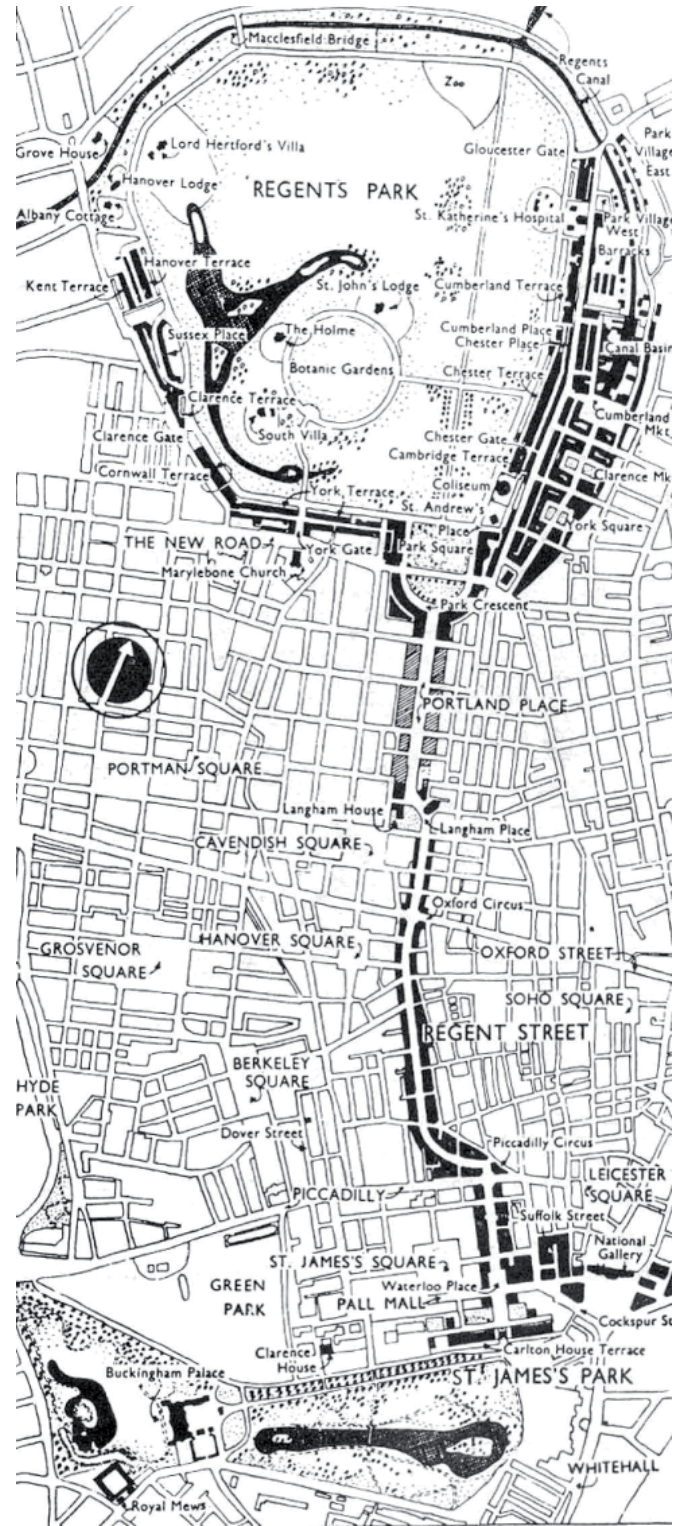 Macclesfield Bridge
Regents
Canal
Zoo
Grove House
Lord Hertford's Villa
Gloucester Gate
Park
Village
East
Hanover Lodge
REGENTS PARK
Albany Cottage
St. Katherine's Hospital
Park Village
West
Barracks
Hanover Terrace
Kent Terrace
St. John's Lodge
Cumberland Terrace
Sussex Place
The Holme
Cumberland Place
Chester Place
Canal Basin
Botanic Gardens
Chester Terrace
Clarence Terrace
Cumberland
Mkt.
South Villa
Clarence Gate
Chester Gate
Cambridge Terrace
Clarence Mk
Cornwall Terrace
Coliseum
York Terrace
St. Andrew's
Place
York Square
THE NEW ROAD
York Gate
Park Square
Marylebone Church
Park Crescent
PORTLAND PLACE
PORTMAN SQUARE
Langham House
Langham Place
CAVENDISH SQUARE
Oxford Circus
HANOVER SQUARE
OXFORD STREET
GROSVENOR
SQUARE
SOHO SQUARE
REGENT STREET
BERKELEY
SQUARE
HYDE
PARK
Dover Street
Piccadilly Circus
LEICESTER
SQUARE
PICCADILLY
Suffolk Street
National
Gallery
ST. JAMES'S SQUARE
GREEN
PARK
Waterloo Place
PALL MALL
Cockspur St
Clarence
House
Carlton House Terrace
Buckingham Palace
ST. JAMES'S PARK
WHITEHALL
Royal Mews